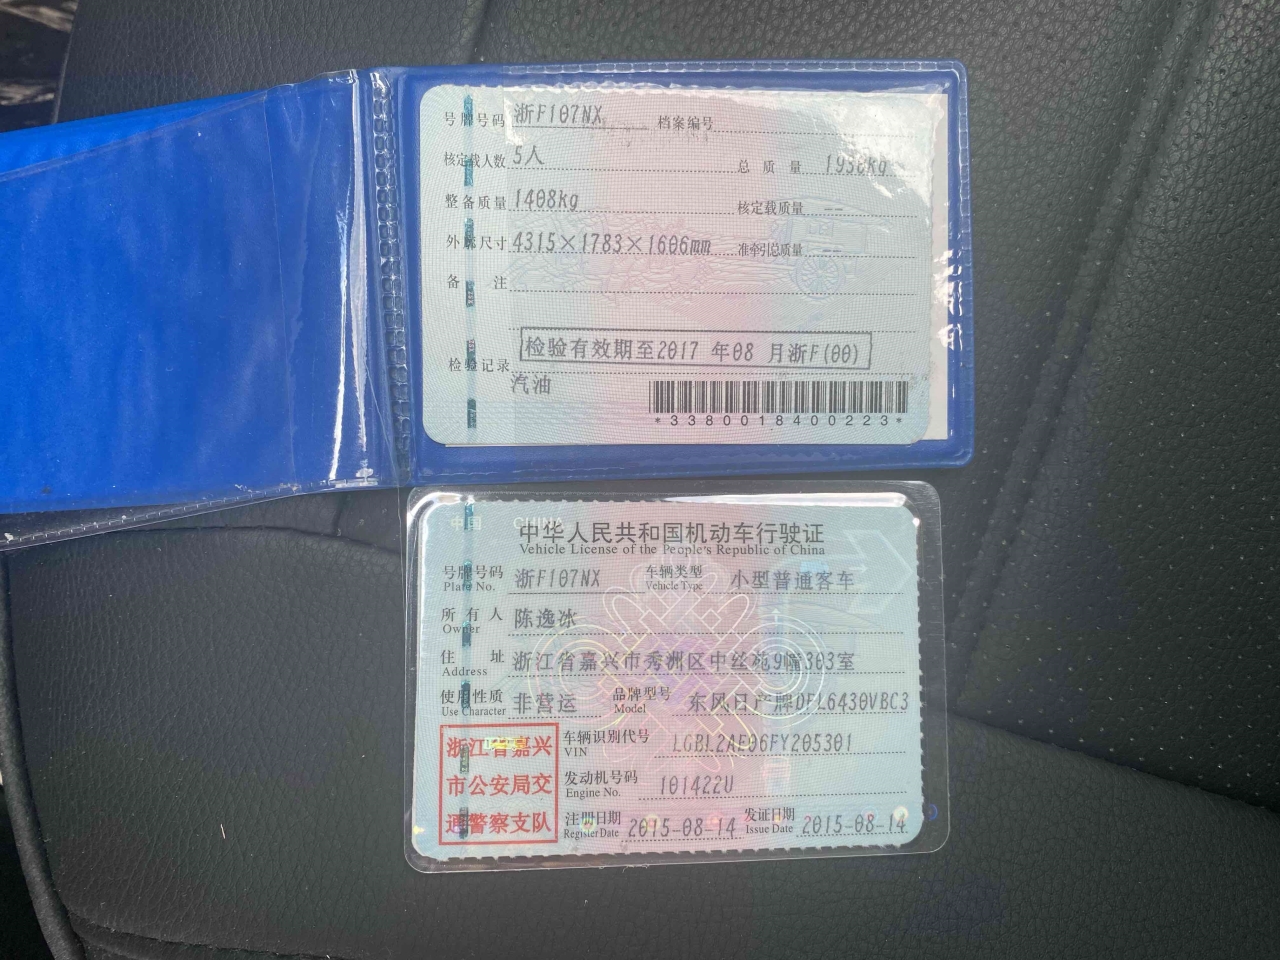 号牌号码 浙F107NX 档案编号
核定载人数 5人 总质量 1958kg
整备质量 1408kg 核定载质量 --
外廓尺寸 4315×1783×1606mm 准牵引总质量 --
备注
检验记录 检验有效期至2017 年08 月浙F(00)
汽油
*3380018400223*
中国 CHINA
中华人民共和国机动车行驶证
Vehicle License of the People's Republic of China
号牌号码 浙F107NX 车辆类型 小型普通客车
Plate No. Vehicle Type
所有人 陈逸冰
Owner
住址 浙江省嘉兴市秀洲区中丝苑9幢303室
Address
使用性质 非营运 品牌型号 东风日产牌DFL6430VBC3
Use Character Model
浙江省嘉兴
市公安局交
通警察支队
车辆识别代号 LGBL2AE06FY205301
VIN
发动机号码 101422U
Engine No.
注册日期 2015-08-14 发证日期 2015-08-14
Register Date Issue Date